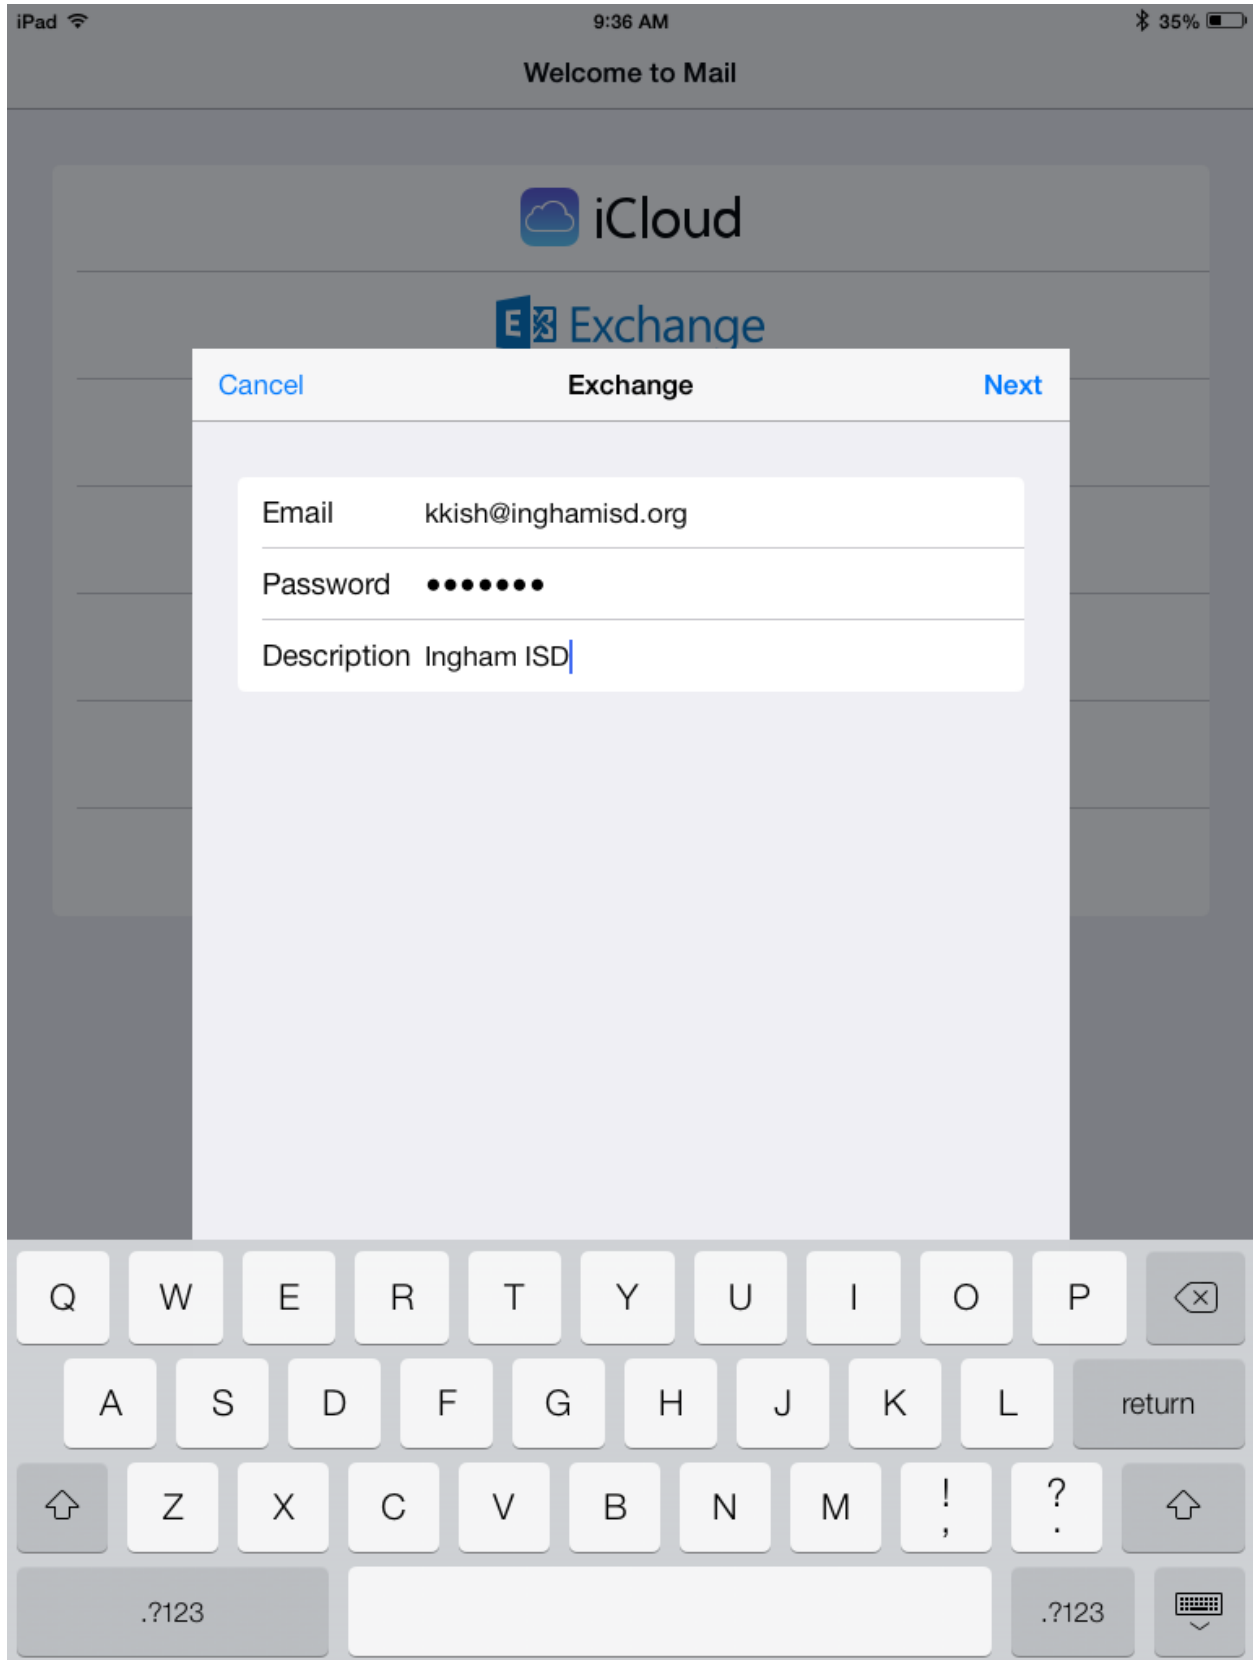 iPad 9:36 AM 35%
Welcome to Mail
iCloud
E Exchange
Cancel Exchange Next
Email kkish@inghamisd.org
Password •••••••
Description Ingham ISD
Q W E R T Y U I O P
A S D F G H J K L return
Z X C V B N M ! , ? .
.?123 .?123